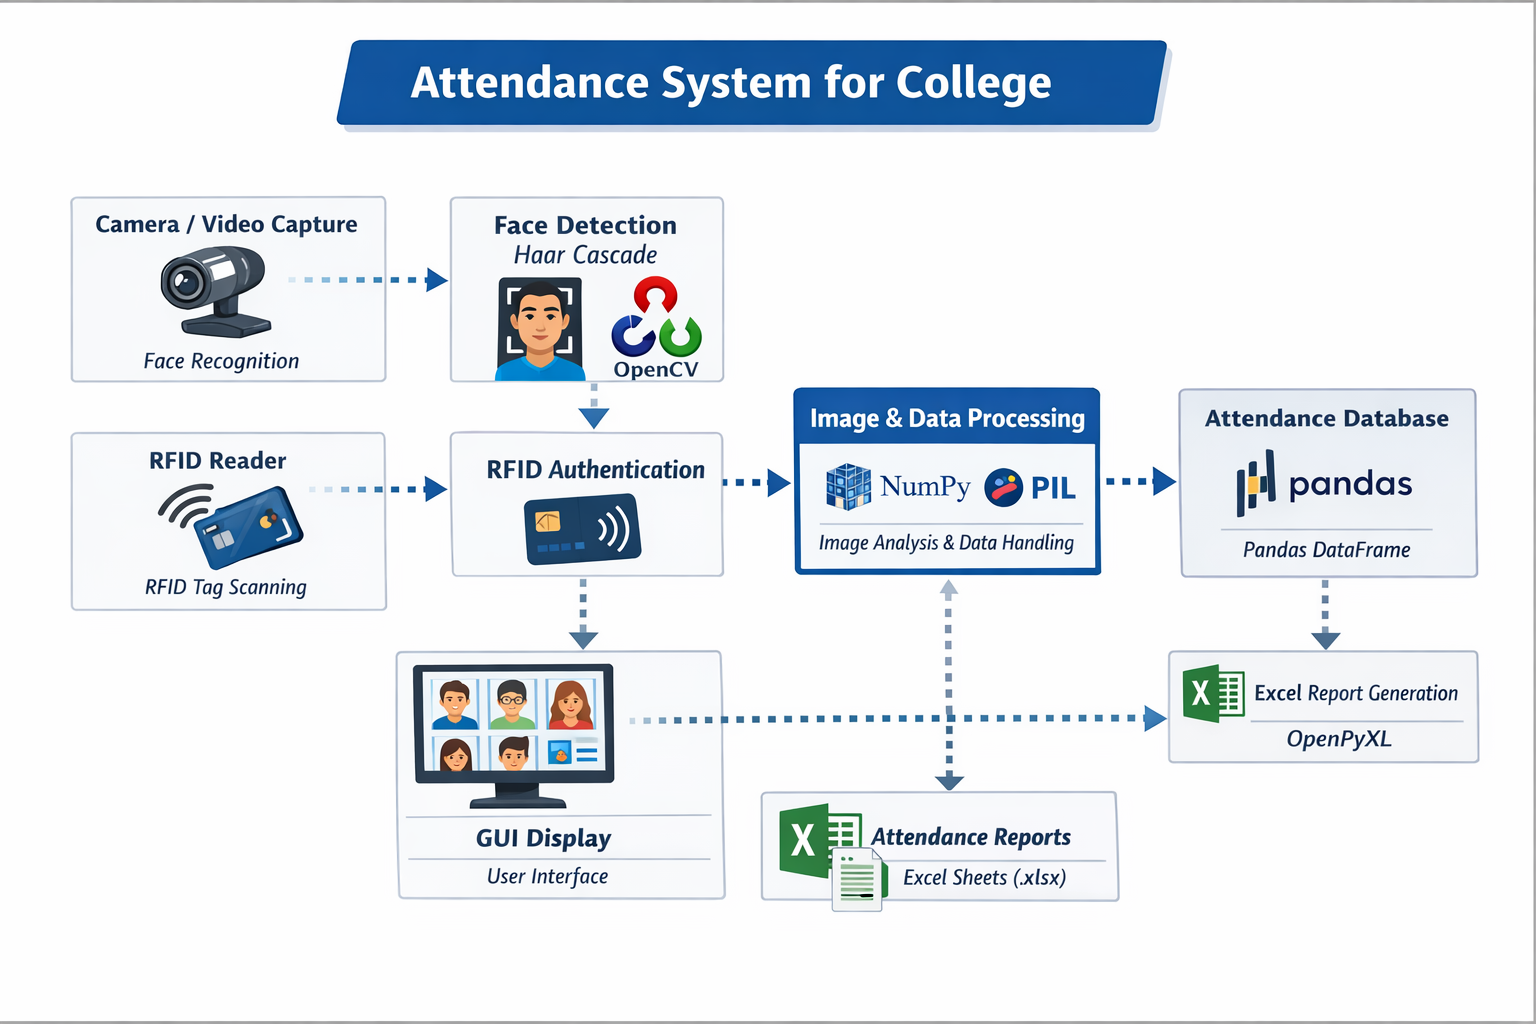 Attendance System for College
Camera / Video Capture
Face Recognition
Face Detection
Haar Cascade
OpenCV
RFID Reader
RFID Tag Scanning
RFID Authentication
Image & Data Processing
NumPy
PIL
Image Analysis & Data Handling
Attendance Database
pandas
Pandas DataFrame
GUI Display
User Interface
X
Excel Report Generation
OpenPyXL
X
Attendance Reports
Excel Sheets (.xlsx)